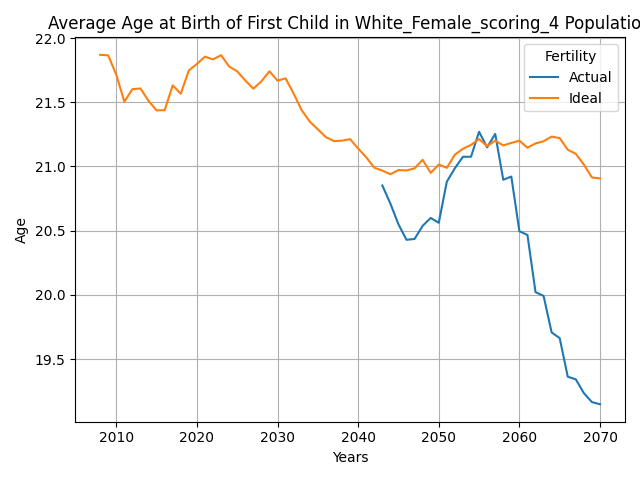 Average Age at Birth of First Child in White_Female_scoring_4 Populatio
22.0
21.5
21.0
20.5
20.0
19.5
Age
Fertility
Actual
Ideal
2010 2020 2030 2040 2050 2060 2070
Years